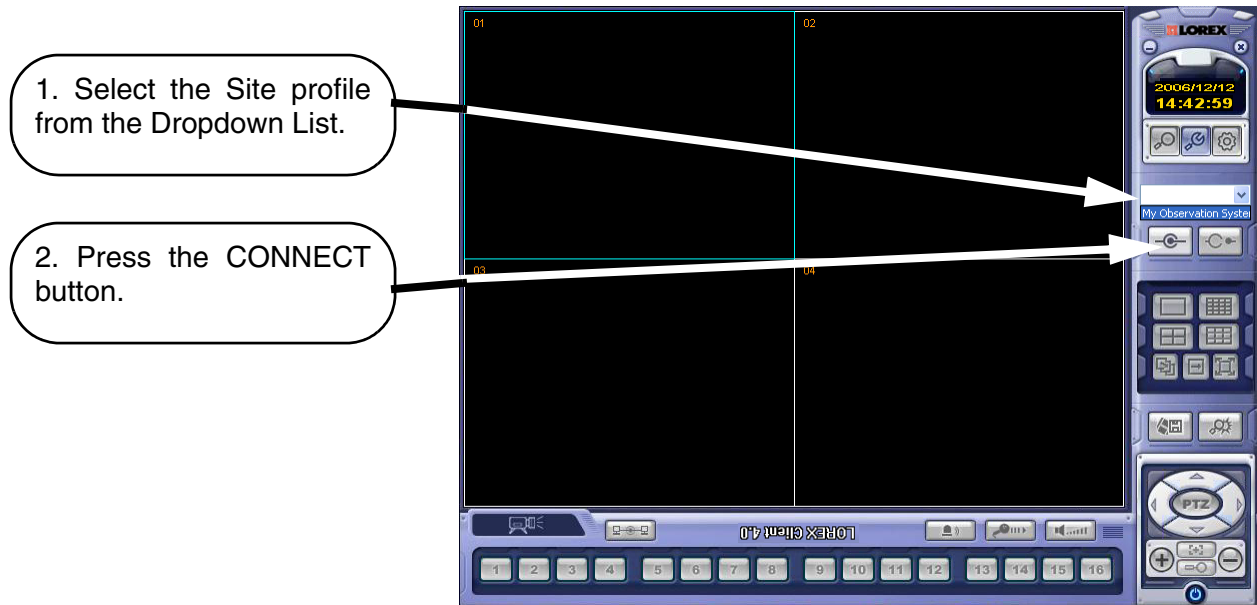 1. Select the Site profile
from the Dropdown List.
2. Press the CONNECT
button.
01
02
03
04
LOREX
2006/12/12
14:42:59
My Observation Syste
PTZ
LOREX Client 4.0
1 2 3 4 5 6 7 8 9 10 11 12 13 14 15 16